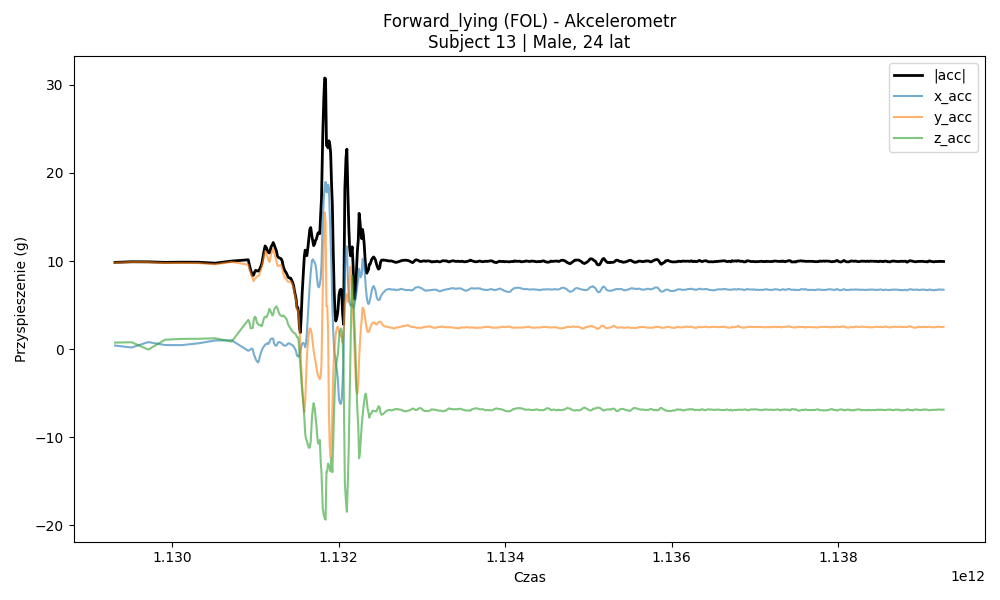 Forward_lying (FOL) - Akcelerometr
Subject 13 | Male, 24 lat
|acc|
x_acc
y_acc
z_acc
Przyspieszenie (g)
30
20
10
0
−10
−20
1.130
1.132
1.134
1.136
1.138
1e12
Czas